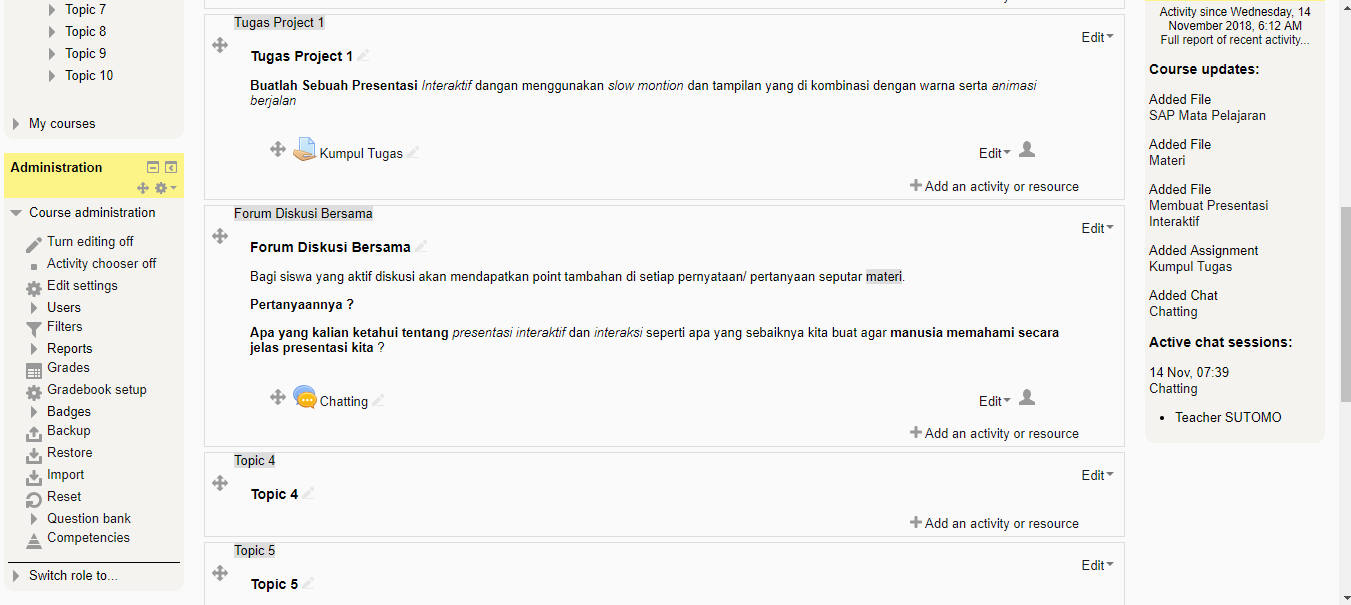 Topic 7
Topic 8
Topic 9
Topic 10
My courses
Administration
Course administration
Turn editing off
Activity chooser off
Edit settings
Users
Filters
Reports
Grades
Gradebook setup
Badges
Backup
Restore
Import
Reset
Question bank
Competencies
Switch role to...
Tugas Project 1
Edit
Tugas Project 1
Buatlah Sebuah Presentasi Interaktif dangan menggunakan slow montion dan tampilan yang di kombinasi dengan warna serta animasi
berjalan
Kumpul Tugas
Edit
Add an activity or resource
Forum Diskusi Bersama
Edit
Forum Diskusi Bersama
Bagi siswa yang aktif diskusi akan mendapatkan point tambahan di setiap pernyataan/ pertanyaan seputar materi.
Pertanyaannya ?
Apa yang kalian ketahui tentang presentasi interaktif dan interaksi seperti apa yang sebaiknya kita buat agar manusia memahami secara
jelas presentasi kita ?
Chatting
Edit
Add an activity or resource
Topic 4
Edit
Topic 4
Add an activity or resource
Topic 5
Edit
Topic 5
Activity since Wednesday, 14
November 2018, 6:12 AM
Full report of recent activity...
Course updates:
Added File
SAP Mata Pelajaran
Added File
Materi
Added File
Membuat Presentasi
Interaktif
Added Assignment
Kumpul Tugas
Added Chat
Chatting
Active chat sessions:
14 Nov, 07:39
Chatting
Teacher SUTOMO